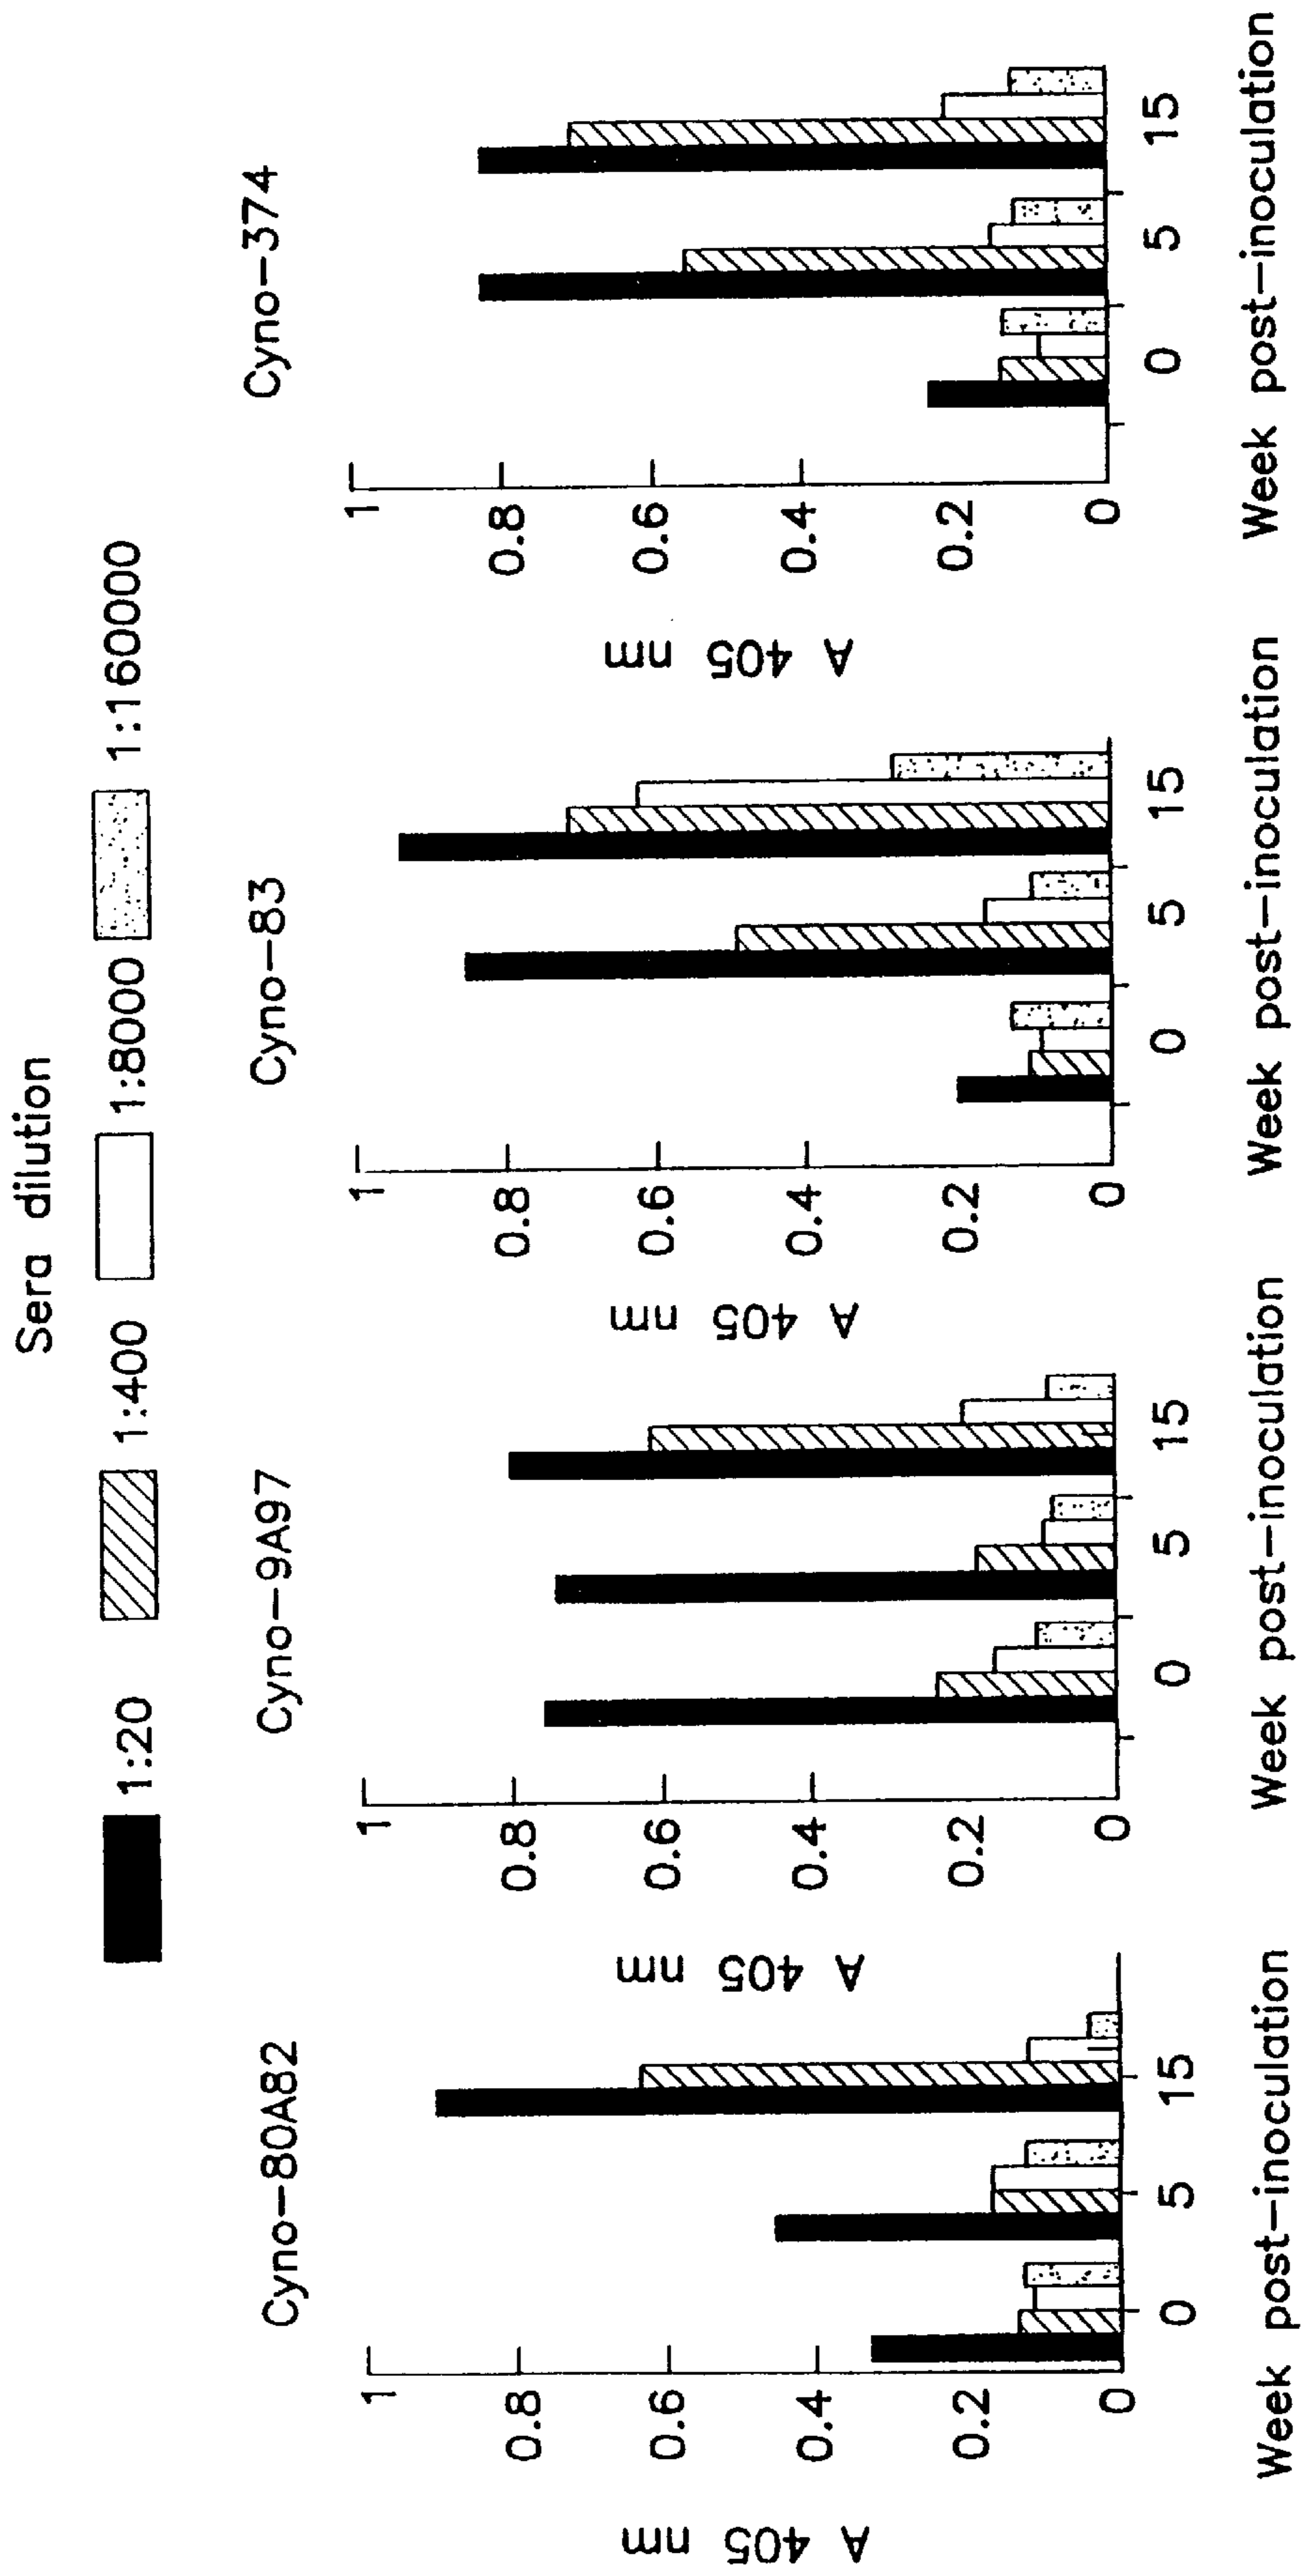 Sera dilution
1:20 1:400 1:8000 1:160000
Cyno-80A82
A 405 nm
1
0.8
0.6
0.4
0.2
0
0 5 15
Week post-inoculation
Cyno-9A97
A 405 nm
1
0.8
0.6
0.4
0.2
0
0 5 15
Week post-inoculation
Cyno-83
A 405 nm
1
0.8
0.6
0.4
0.2
0
0 5 15
Week post-inoculation
Cyno-374
A 405 nm
1
0.8
0.6
0.4
0.2
0
0 5 15
Week post-inoculation